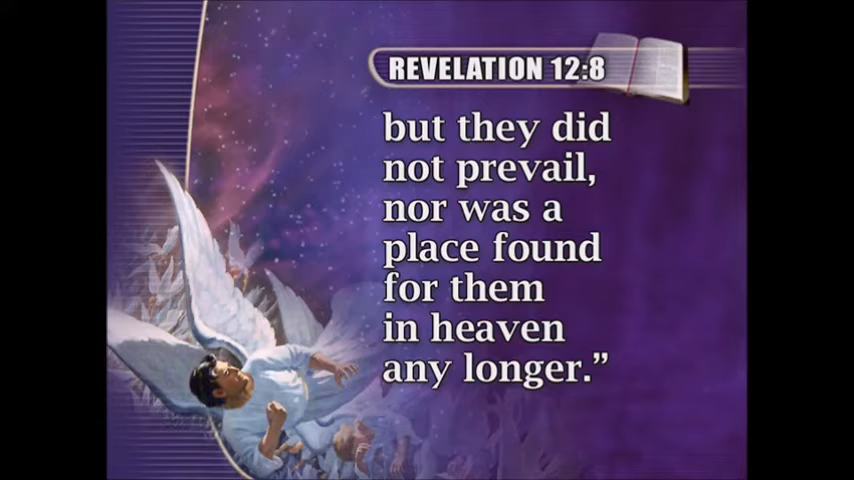 REVELATION 12:8
but they did
not prevail,
nor was a
place found
for them
in heaven
any longer.”